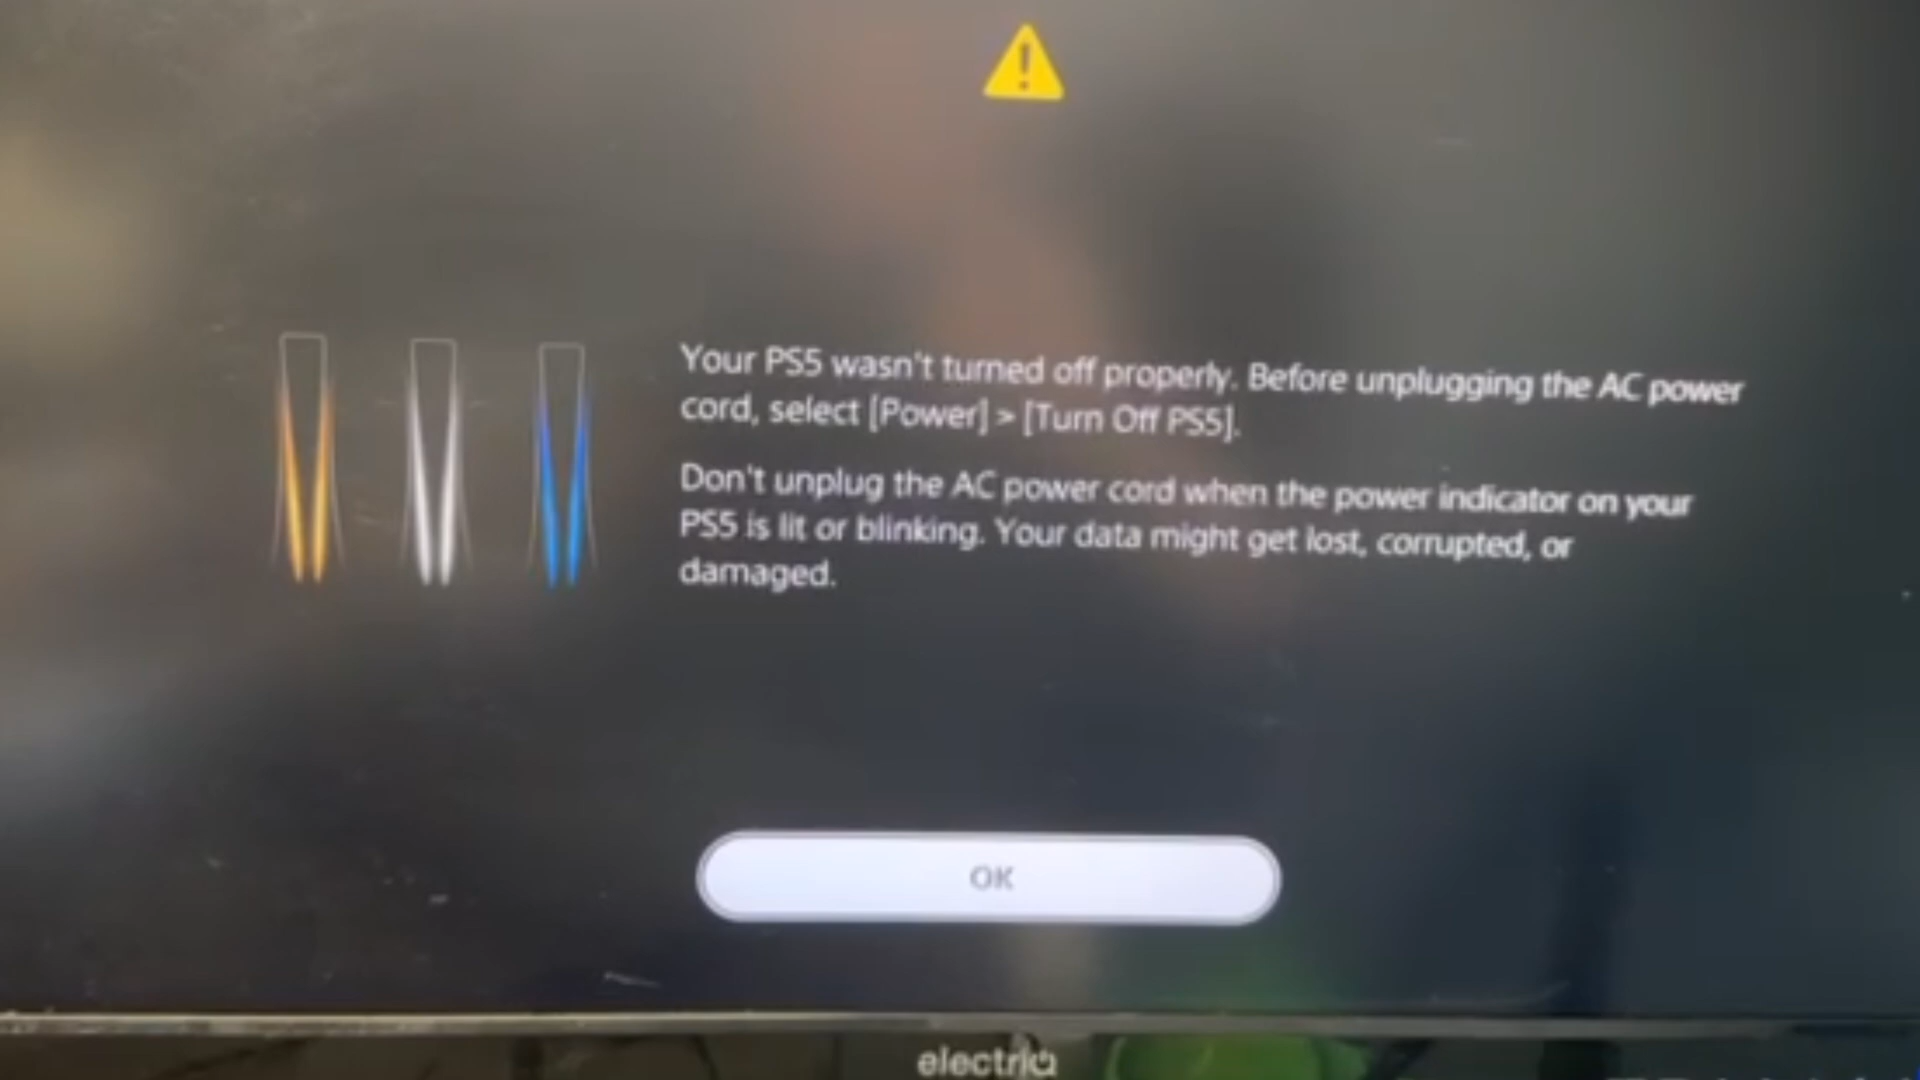 Your PS5 wasn't turned off properly. Before unplugging the AC power
cord, select [Power] > [Turn Off PS5].
Don't unplug the AC power cord when the power indicator on your
PS5 is lit or blinking. Your data might get lost, corrupted, or
damaged.
OK
electriq